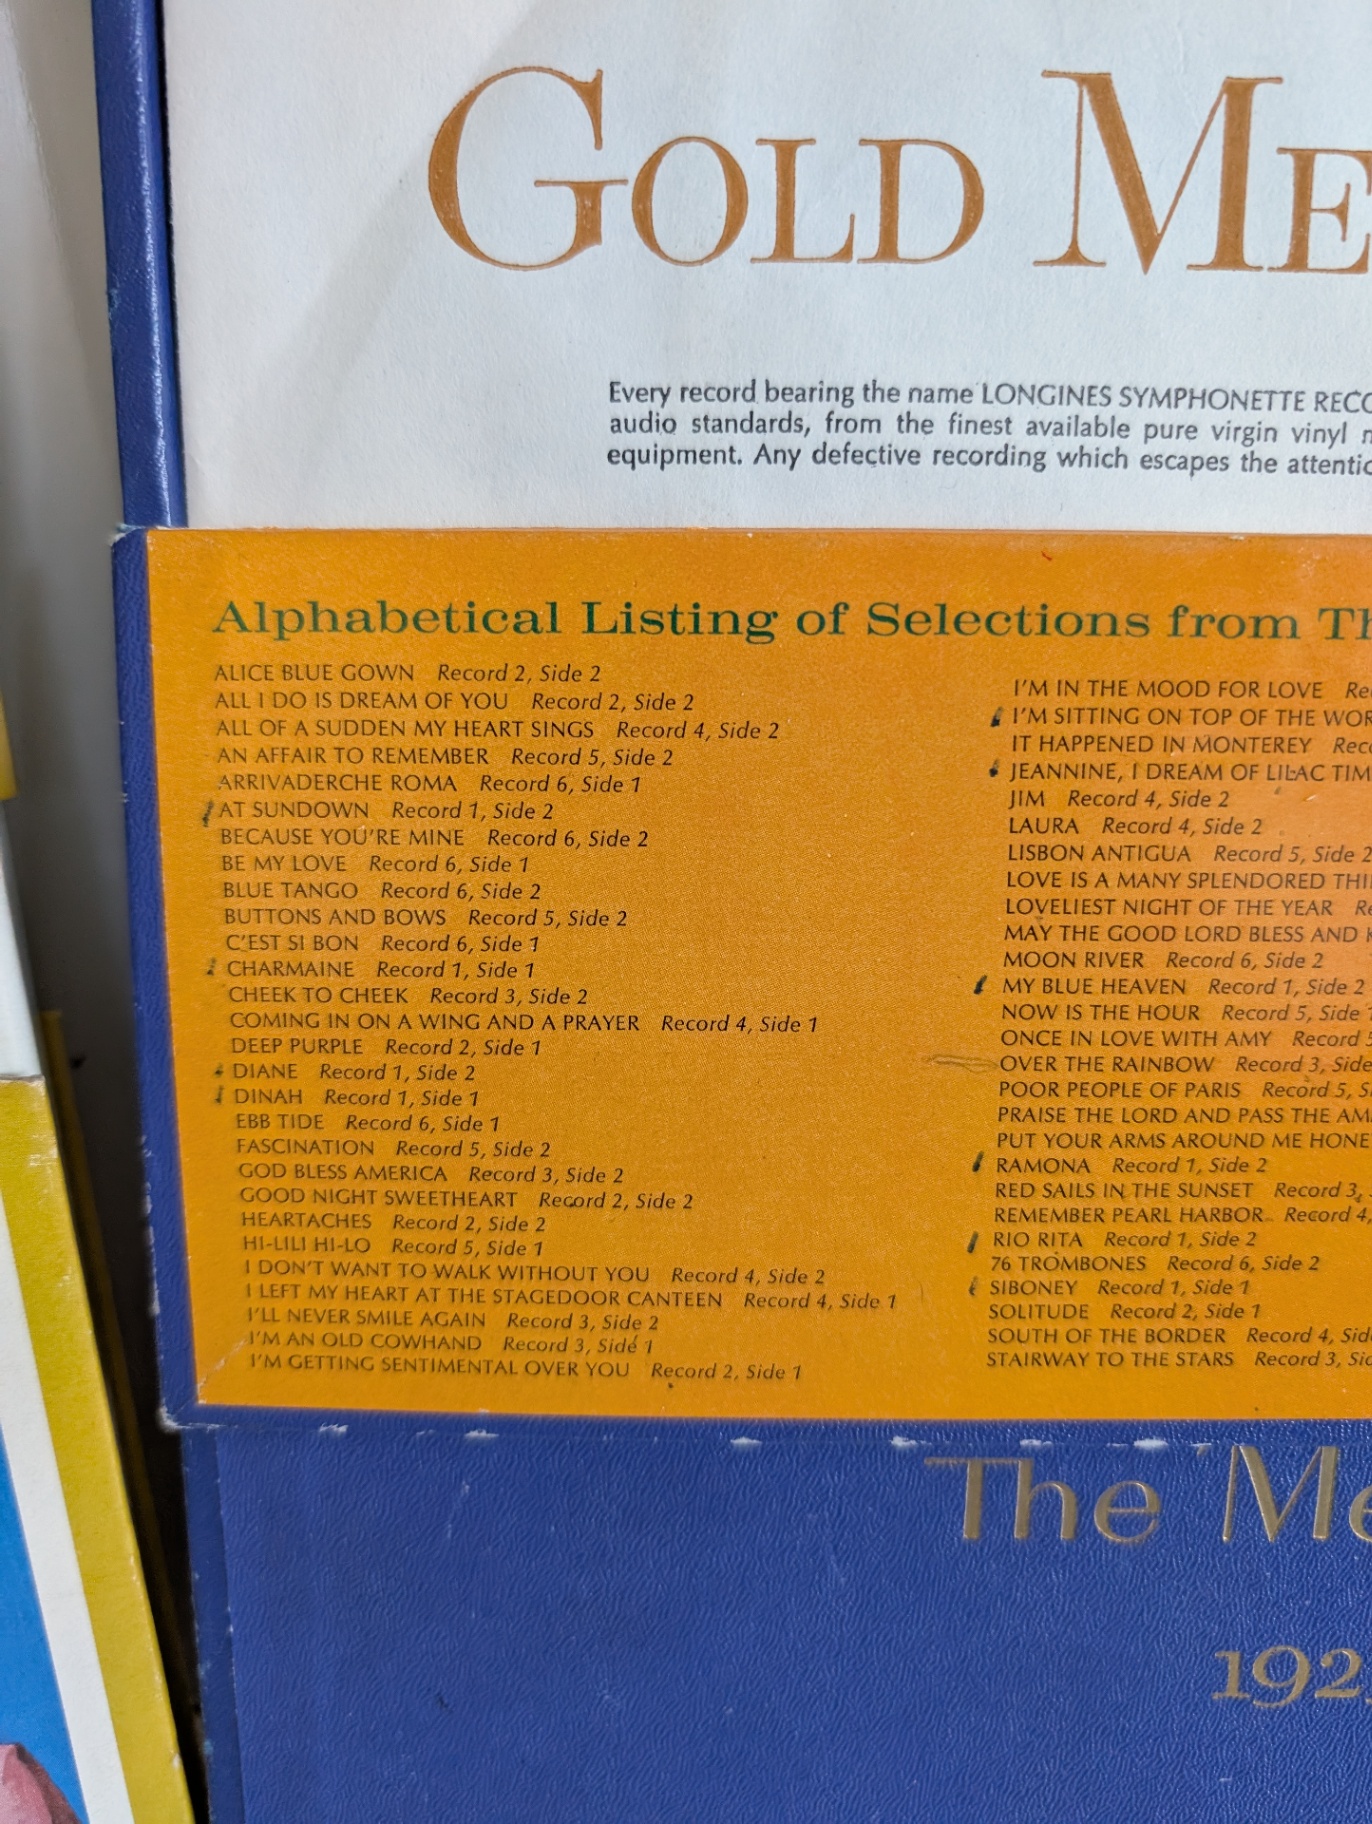 GOLD ME
Every record bearing the name LONGINES SYMPHONETTE RECO
audio standards, from the finest available pure virgin vinyl
equipment. Any defective recording which escapes the attentic
Alphabetical Listing of Selections from Th
ALICE BLUE GOWN Record 2, Side 2
ALL I DO IS DREAM OF YOU Record 2, Side 2
ALL OF A SUDDEN MY HEART SINGS Record 4, Side 2
AN AFFAIR TO REMEMBER Record 5, Side 2
ARRIVADERCHE ROMA Record 6, Side 1
AT SUNDOWN Record 1, Side 2
BECAUSE YOU'RE MINE Record 6, Side 2
BE MY LOVE Record 6, Side 1
BLUE TANGO Record 6, Side 2
BUTTONS AND BOWS Record 5, Side 2
C'EST SI BON Record 6, Side 1
CHARMAINE Record 1, Side 1
CHEEK TO CHEEK Record 3, Side 2
COMING IN ON A WING AND A PRAYER Record 4, Side 1
DEEP PURPLE Record 2, Side 1
DIANE Record 1, Side 2
DINAH Record 1, Side 1
EBB TIDE Record 6, Side 1
FASCINATION Record 5, Side 2
GOD BLESS AMERICA Record 3, Side 2
GOOD NIGHT SWEETHEART Record 2, Side 2
HEARTACHES Record 2, Side 2
HI-LILI HI-LO Record 5, Side 1
I DON'T WANT TO WALK WITHOUT YOU Record 4, Side 2
I LEFT MY HEART AT THE STAGEDOOR CANTEEN Record 4, Side 1
I'LL NEVER SMILE AGAIN Record 3, Side 2
I'M AN OLD COWHAND Record 3, Side 1
I'M GETTING SENTIMENTAL OVER YOU Record 2, Side 1
I'M IN THE MOOD FOR LOVE Re
I'M SITTING ON TOP OF THE WOR
IT HAPPENED IN MONTEREY Reco
JEANNINE, I DREAM OF LILAC TIM
JIM Record 4, Side 2
LAURA Record 4, Side 2
LISBON ANTIGUA Record 5, Side 2
LOVE IS A MANY SPLENDORED THI
LOVELIEST NIGHT OF THE YEAR Re
MAY THE GOOD LORD BLESS AND K
MOON RIVER Record 6, Side 2
MY BLUE HEAVEN Record 1, Side 2
NOW IS THE HOUR Record 5, Side 1
ONCE IN LOVE WITH AMY Record 5
OVER THE RAINBOW Record 3, Side
POOR PEOPLE OF PARIS Record 5, S
PRAISE THE LORD AND PASS THE AM
PUT YOUR ARMS AROUND ME HONE
RAMONA Record 1, Side 2
RED SAILS IN THE SUNSET Record 3,
REMEMBER PEARL HARBOR Record 4,
RIO RITA Record 1, Side 2
76 TROMBONES Record 6, Side 2
SIBONEY Record 1, Side 1
SOLITUDE Record 2, Side 1
SOUTH OF THE BORDER Record 4, Sid
STAIRWAY TO THE STARS Record 3, Sid
The Me
192